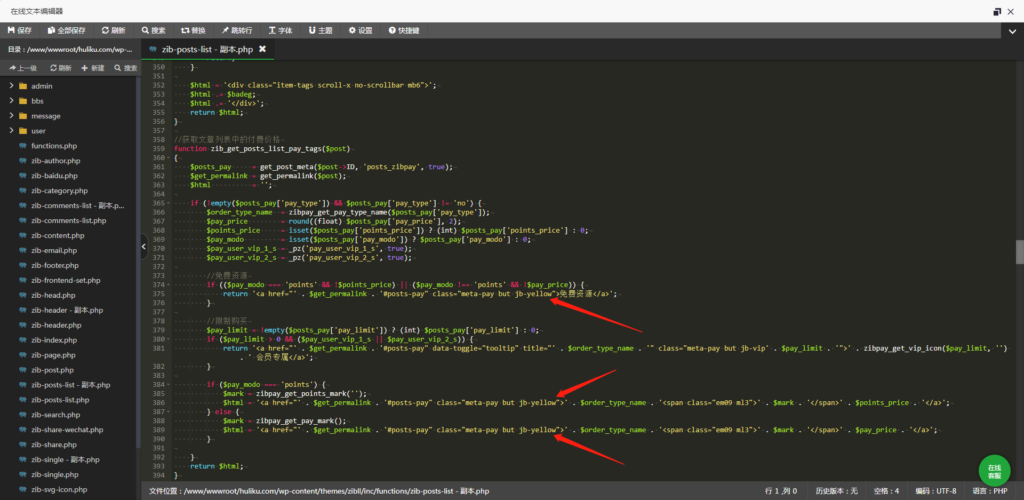 在线文本编辑器
保存 全部保存 刷新 搜索 替换 跳转行 字体 主题 设置 快捷键
目录：/www/wwwroot/huliku.com/wp-...
zib-posts-list - 副本.php
上一级 刷新 新建 搜索
admin
bbs
message
user
functions.php
zib-author.php
zib-baidu.php
zib-category.php
zib-comments-list - 副本.p...
zib-comments-list.php
zib-content.php
zib-email.php
zib-footer.php
zib-frontend-set.php
zib-head.php
zib-header - 副本.php
zib-header.php
zib-index.php
zib-page.php
zib-post.php
zib-posts-list - 副本.php
zib-posts-list.php
zib-search.php
zib-share-wechat.php
zib-share.php
zib-single - 副本.php
zib-single.php
zib-svg-icon.php
350 }
351
352 $html = '<div class="item-tags scroll-x no-scrollbar mb6">';
353 $html .= $badeg;
354 $html .= '</div>';
355 return $html;
356 }
357
358 //获取文章列表中的付费价格
359 function zib_get_posts_list_pay_tags($post)
360 {
361 $posts_pay = get_post_meta($post->ID, 'posts_zibpay', true);
362 $get_permalink = get_permalink($post);
363 $html = '';
364
365 if (!empty($posts_pay['pay_type']) && $posts_pay['pay_type'] != 'no') {
366 $order_type_name = zibpay_get_pay_type_name($posts_pay['pay_type']);
367 $pay_price = round((float) $posts_pay['pay_price'], 2);
368 $points_price = isset($posts_pay['points_price']) ? (int) $posts_pay['points_price'] : 0;
369 $pay_modo = isset($posts_pay['pay_modo']) ? $posts_pay['pay_modo'] : 0;
370 $pay_user_vip_1_s = _pz('pay_user_vip_1_s', true);
371 $pay_user_vip_2_s = _pz('pay_user_vip_2_s', true);
372
373 //免费资源
374 if (($pay_modo === 'points' && !$points_price) || ($pay_modo !== 'points' && !$pay_price)) {
375 return '<a href="' . $get_permalink . '#posts-pay" class="meta-pay but jb-yellow">免费资源</a>';
376 }
377
378 //限制购买
379 $pay_limit = !empty($posts_pay['pay_limit']) ? (int) $posts_pay['pay_limit'] : 0;
380 if ($pay_limit > 0 && ($pay_user_vip_1_s || $pay_user_vip_2_s)) {
381 return '<a href="' . $get_permalink . '#posts-pay" data-toggle="tooltip" title="' . $order_type_name . '" class="meta-pay but jb-vip' . $pay_limit . '">' . zibpay_get_vip_icon($pay_limit, '')
. ' 会员专属</a>';
382 }
383
384 if ($pay_modo === 'points') {
385 $mark = zibpay_get_points_mark('');
386 $html = '<a href="' . $get_permalink . '#posts-pay" class="meta-pay but jb-yellow">' . $order_type_name . '<span class="em09 ml3">' . $mark . '</span>' . $points_price . '</a>';
387 } else {
388 $mark = zibpay_get_pay_mark();
389 $html = '<a href="' . $get_permalink . '#posts-pay" class="meta-pay but jb-yellow">' . $order_type_name . '<span class="em09 ml3">' . $mark . '</span>' . $pay_price . '</a>';
390 }
391
392 }
393 return $html;
394 }
在线
客服
文件位置：/www/wwwroot/huliku.com/wp-content/themes/zibll/inc/functions/zib-posts-list - 副本.php
行 1 ,列 0 历史版本：无 空格：4 编码：UTF-8 语言：PHP